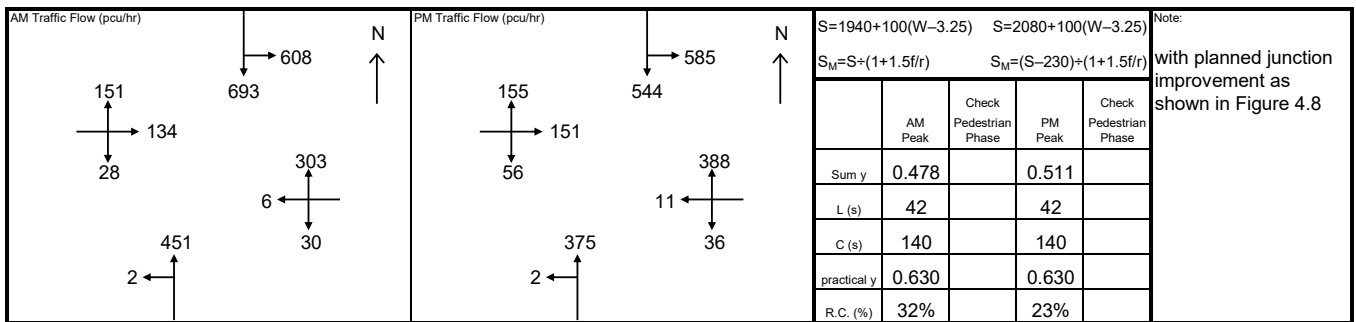 AM Traffic Flow (pcu/hr)
N
608
693
151
134
28
303
6
30
451
2
PM Traffic Flow (pcu/hr)
N
585
544
155
151
56
388
11
36
375
2
S=1940+100(W–3.25) S=2080+100(W–3.25)
SM=S÷(1+1.5f/r) SM=(S–230)÷(1+1.5f/r)
AM Peak Check Pedestrian Phase PM Peak Check Pedestrian Phase
Sum y 0.478 0.511
L (s) 42 42
C (s) 140 140
practical y 0.630 0.630
R.C. (%) 32% 23%
Note:
with planned junction
improvement as
shown in Figure 4.8